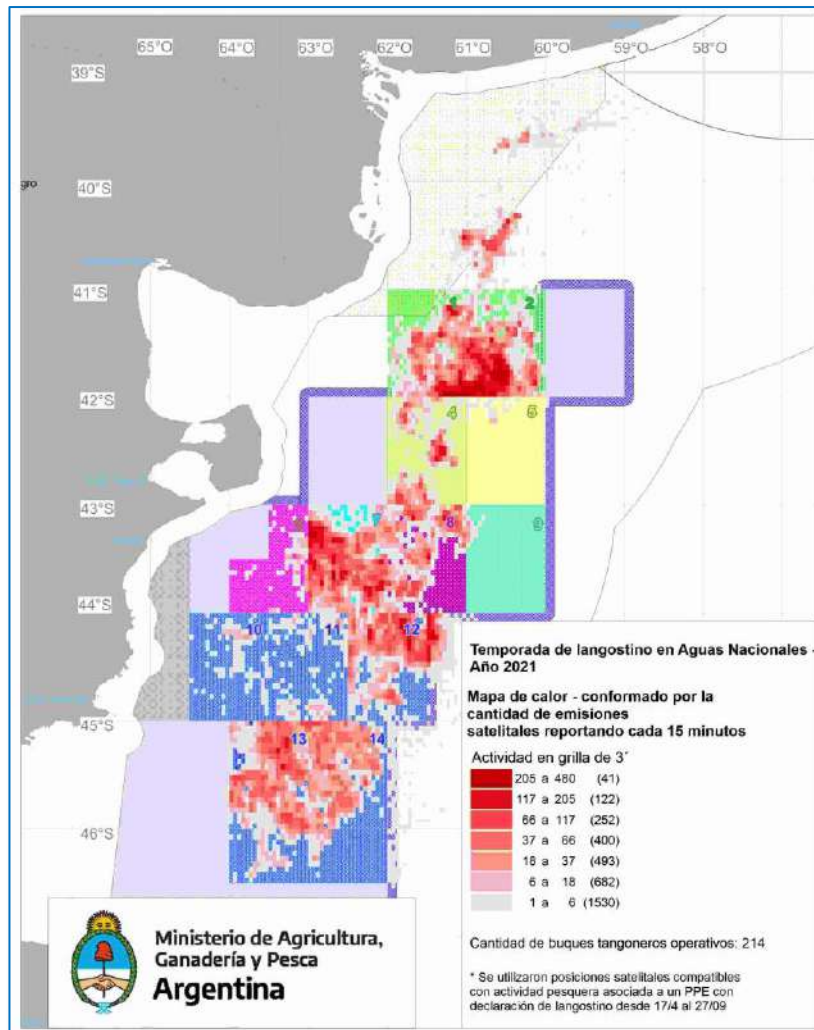 65°O 64°O 63°O 62°O 61°O 60°O 59°O 58°O
39°S
gro
40°S
41°S
1 2
42°S
4 5
43°S
8 9
44°S
10 11 12
45°S
13 14
46°S
Temporada de langostino en Aguas Nacionales -
Año 2021
Mapa de calor - conformado por la
cantidad de emisiones
satelitales reportando cada 15 minutos
Actividad en grilla de 3´
205 a 480 (41)
117 a 205 (122)
66 a 117 (252)
37 a 66 (400)
18 a 37 (493)
6 a 18 (682)
1 a 6 (1530)
Cantidad de buques tangoneros operativos: 214
* Se utilizaron posiciones satelitales compatibles
con actividad pesquera asociada a un PPE con
declaración de langostino desde 17/4 al 27/09
Ministerio de Agricultura,
Ganadería y Pesca
Argentina